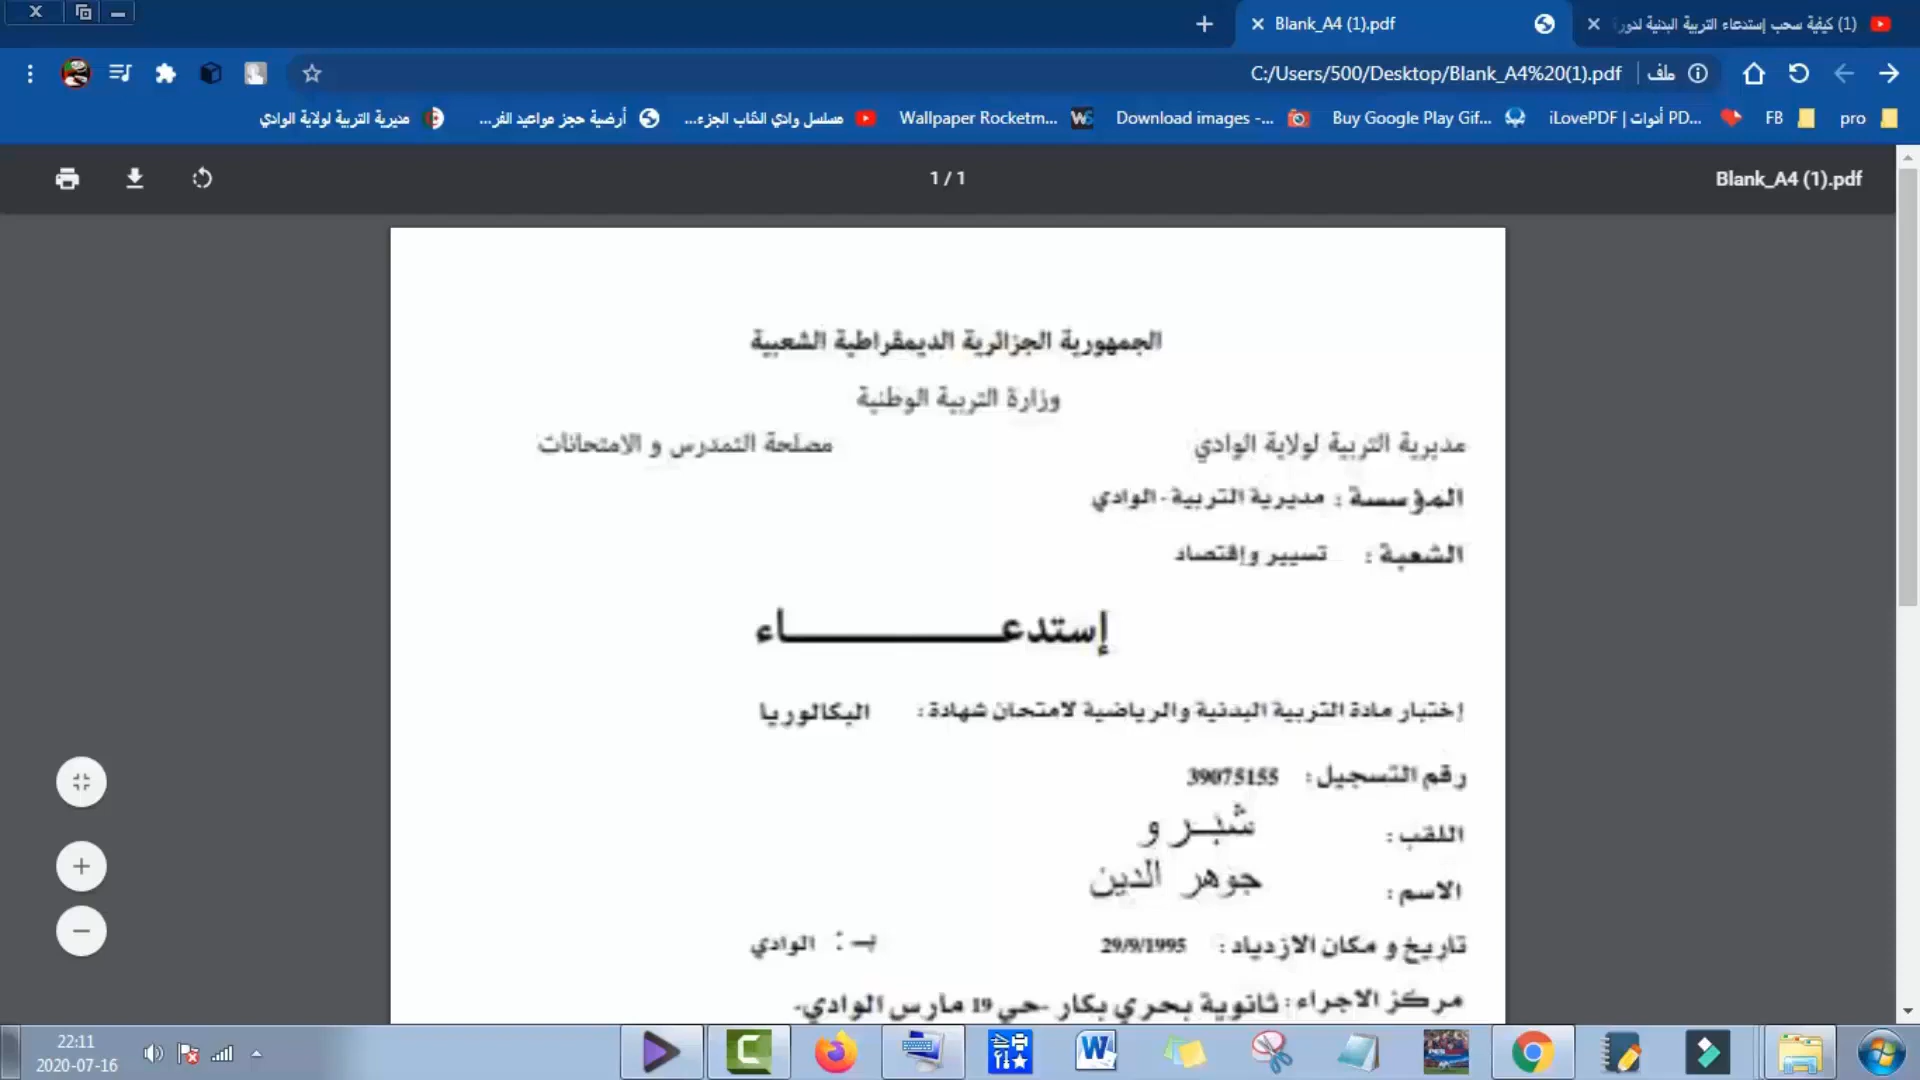 (1) كيفية سحب إستدعاء التربية البدنية لدور
Blank_A4 (1).pdf
ملف
C:/Users/500/Desktop/Blank_A4%20(1).pdf
pro
FB
iLovePDF | أدوات PD...
Buy Google Play Gif...
Download images -...
Wallpaper Rocketm...
مسلسل وادي الذئاب الجزء...
أرضية حجز مواعيد الفر...
مديرية التربية لولاية الوادي
Blank_A4 (1).pdf
1 / 1
الجمهورية الجزائرية الديمقراطية الشعبية
وزارة التربية الوطنية
مديرية التربية لولاية الوادي
مصلحة التمدرس و الامتحانات
المؤسسة : مديرية التربية - الوادي
الشعبة : تسيير وإقتصاد
إستدعــــــــــاء
إختبار مادة التربية البدنية والرياضية لامتحان شهادة : البكالوريا
رقم التسجيل : 39075155
اللقب : شبـرو
الاسم : جوهر الدين
تاريخ و مكان الازدياد : 29/9/1995 بـ : الوادي
مركز الاجراء : ثانوية بحري بكار -حي 19 مارس الوادي-
22:11
2020-07-16